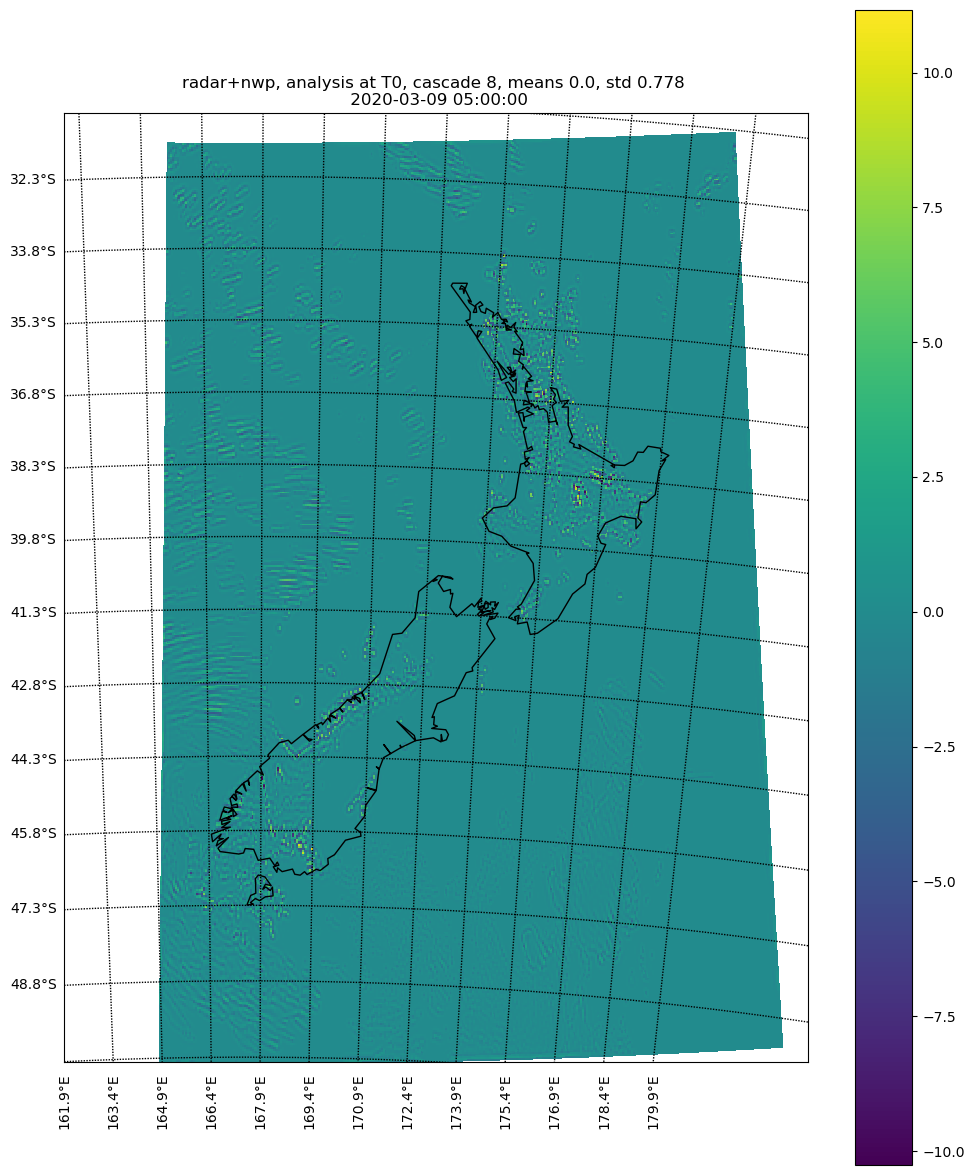 radar+nwp, analysis at T0, cascade 8, means 0.0, std 0.778
2020-03-09 05:00:00
32.3°S
33.8°S
35.3°S
36.8°S
38.3°S
39.8°S
41.3°S
42.8°S
44.3°S
45.8°S
47.3°S
48.8°S
161.9°E
163.4°E
164.9°E
166.4°E
167.9°E
169.4°E
170.9°E
172.4°E
173.9°E
175.4°E
176.9°E
178.4°E
179.9°E
10.0
7.5
5.0
2.5
0.0
−2.5
−5.0
−7.5
−10.0